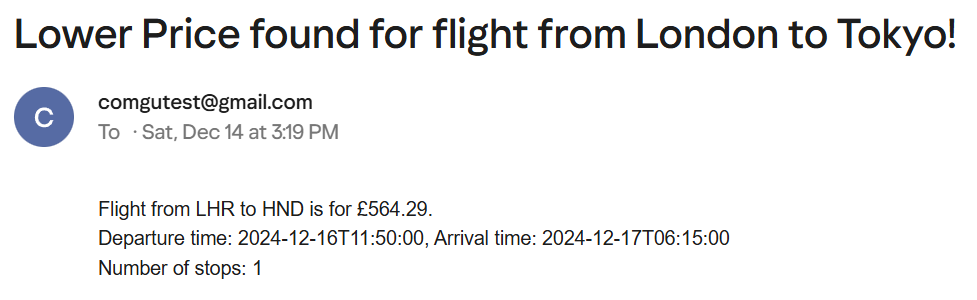 Lower Price found for flight from London to Tokyo!
C
comgutest@gmail.com
To · Sat, Dec 14 at 3:19 PM
Flight from LHR to HND is for £564.29.
Departure time: 2024-12-16T11:50:00, Arrival time: 2024-12-17T06:15:00
Number of stops: 1